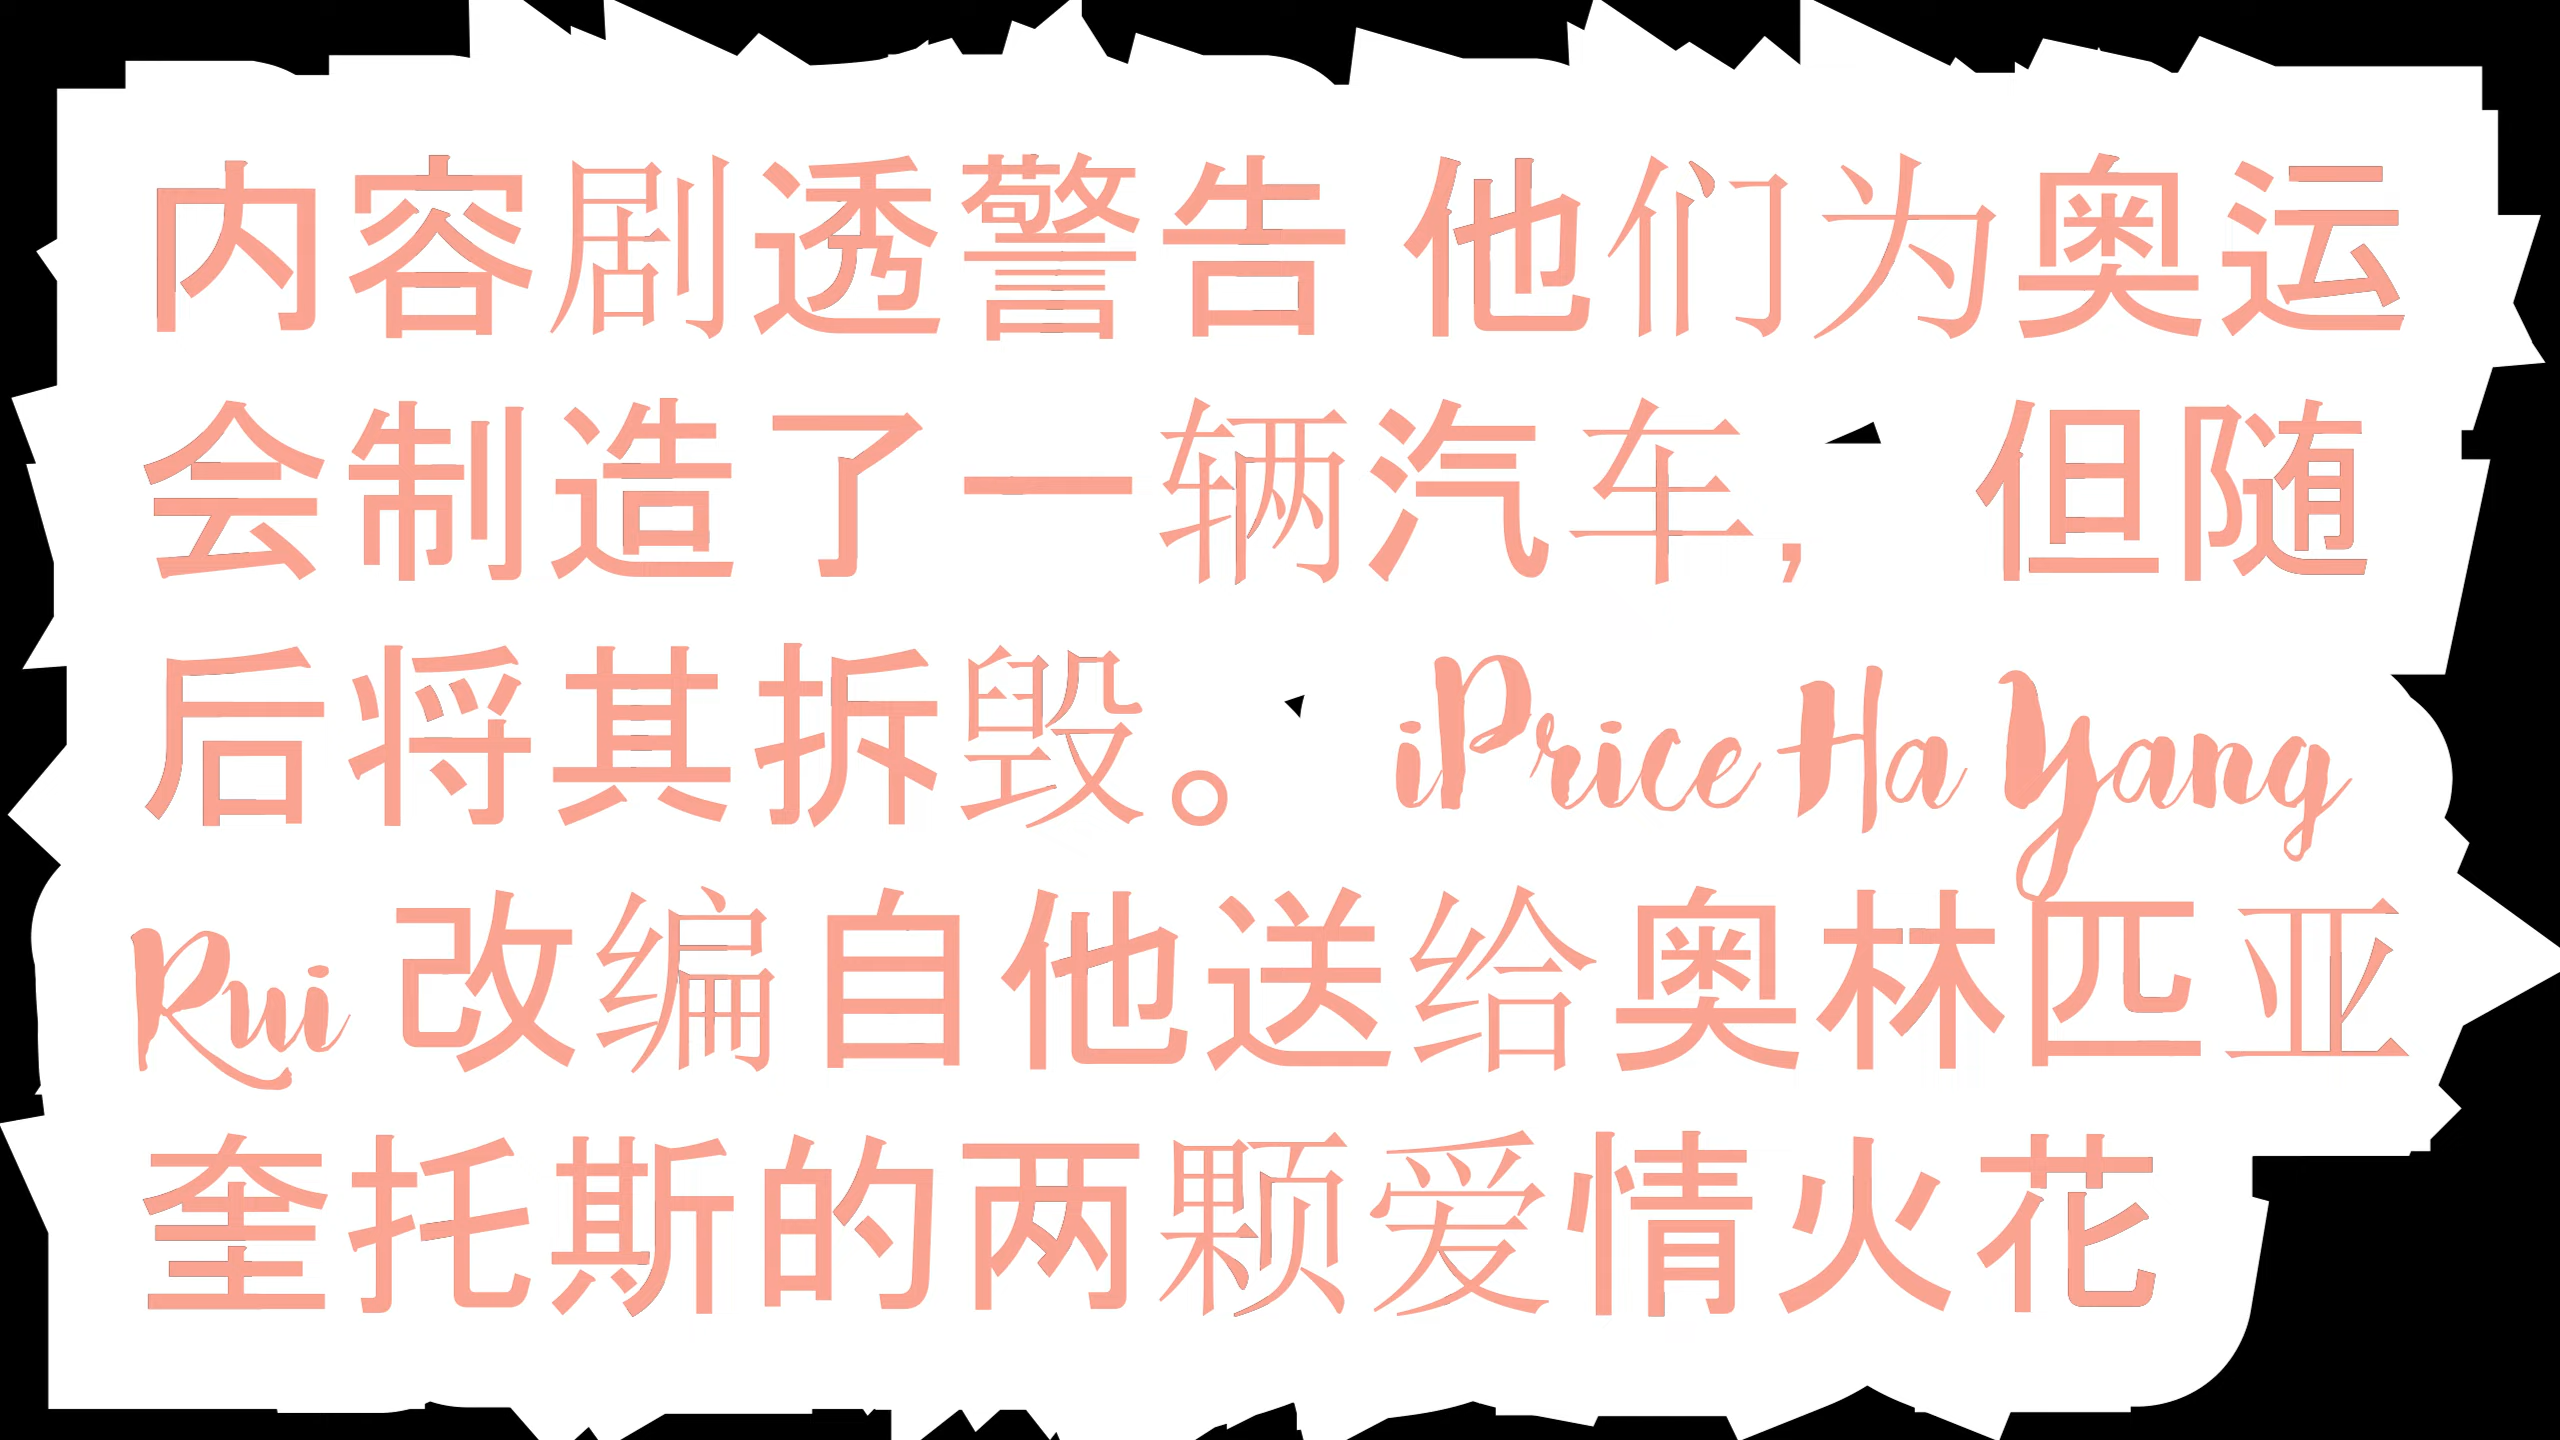 内容剧透警告 他们为奥运
会制造了一辆汽车，但随
后将其拆毁。 iPrice Ha Yang
Rui 改编自他送给奥林匹亚
奎托斯的两颗爱情火花